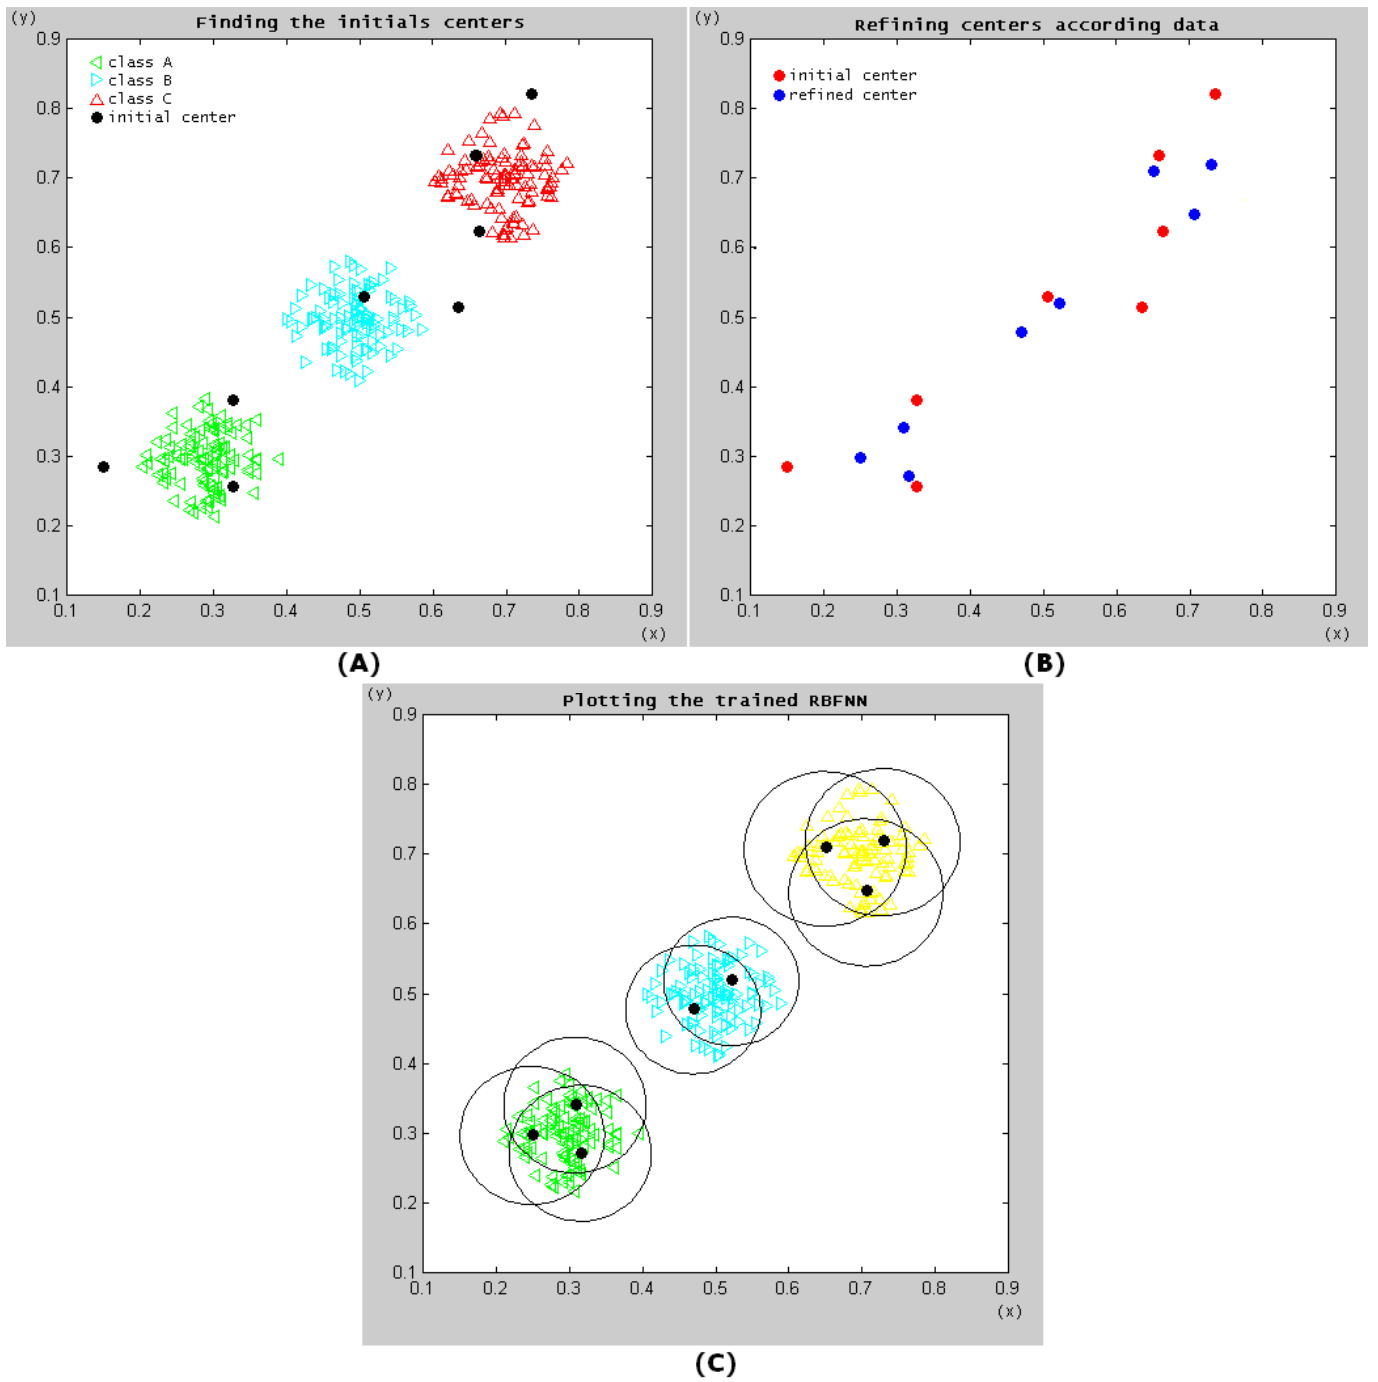 (y)
Finding the initials centers
0.9
0.8
0.7
0.6
0.5
0.4
0.3
0.2
0.1
class A
class B
class C
initial center
0.1 0.2 0.3 0.4 0.5 0.6 0.7 0.8 0.9
(x)
(A)
(y)
Refining centers according data
0.9
0.8
0.7
0.6
0.5
0.4
0.3
0.2
0.1
initial center
refined center
0.1 0.2 0.3 0.4 0.5 0.6 0.7 0.8 0.9
(x)
(B)
(y)
Plotting the trained RBFNN
0.9
0.8
0.7
0.6
0.5
0.4
0.3
0.2
0.1
0.1 0.2 0.3 0.4 0.5 0.6 0.7 0.8 0.9
(x)
(C)